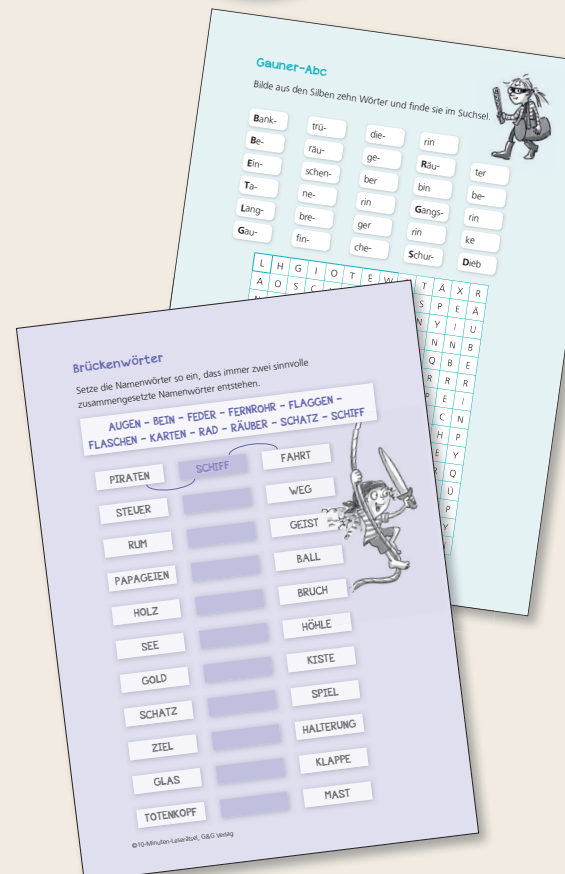 Gauner-Abc
Bilde aus den Silben zehn Wörter und finde sie im Suchsel.
Bank- trü- die- rin
Be- räu- ge- Räu- ter
Ein- schen- ber bin be-
Ta- ne- rin Gangs- rin
Lang- bre- ger rin ke
Gau- fin- che- Schur- Dieb
L H G I O T E W T Ä X R
A O S C S P E Ä
N Y I U
N N B
Q B E
R R R
P E I
C N
H P
E Y
R Q
Ü
P
Y
Brückenwörter
Setze die Namenwörter so ein, dass immer zwei sinnvolle
zusammengesetzte Namenwörter entstehen.
AUGEN – BEIN – FEDER – FERNROHR – FLAGGEN –
FLASCHEN – KARTEN – RAD – RÄUBER – SCHATZ – SCHIFF
PIRATEN SCHIFF FAHRT
STEUER WEG
RUM GEIST
PAPAGEIEN BALL
HOLZ BRUCH
SEE HÖHLE
GOLD KISTE
SCHATZ SPIEL
ZIEL HALTERUNG
GLAS KLAPPE
TOTENKOPF MAST
©10-Minuten-Leserätsel, G&G Verlag